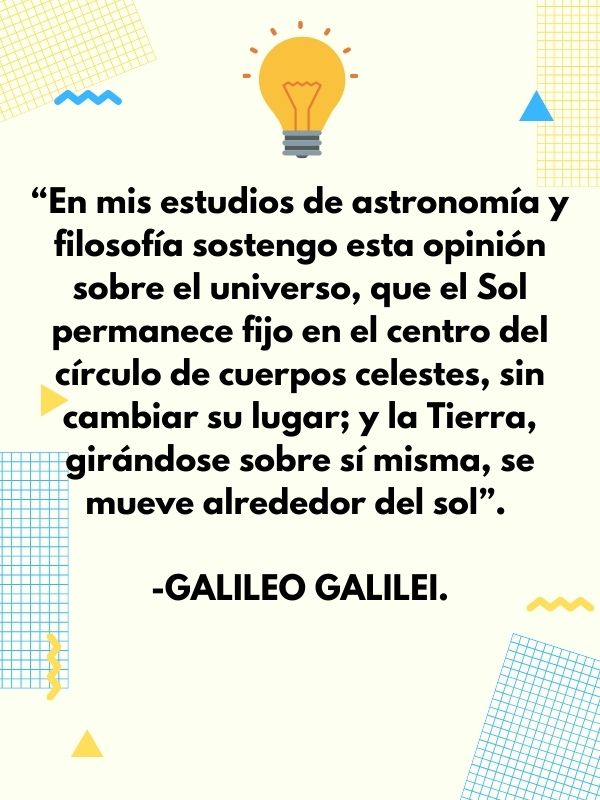 “En mis estudios de astronomía y
filosofía sostengo esta opinión
sobre el universo, que el Sol
permanece fijo en el centro del
círculo de cuerpos celestes, sin
cambiar su lugar; y la Tierra,
girándose sobre sí misma, se
mueve alrededor del sol”.
-GALILEO GALILEI.